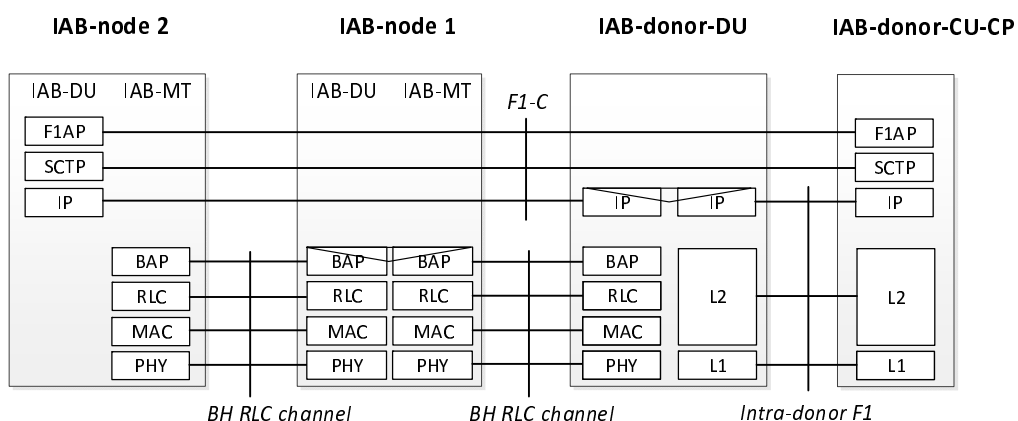 IAB-node 2 IAB-node 1 IAB-donor-DU IAB-donor-CU-CP
IAB-DU IAB-MT IAB-DU IAB-MT
F1-C
F1AP F1AP
SCTP SCTP
IP IP IP IP
BAP BAP BAP BAP
RLC RLC RLC RLC L2 L2
MAC MAC MAC MAC
PHY PHY PHY PHY L1 L1
BH RLC channel BH RLC channel Intra-donor F1